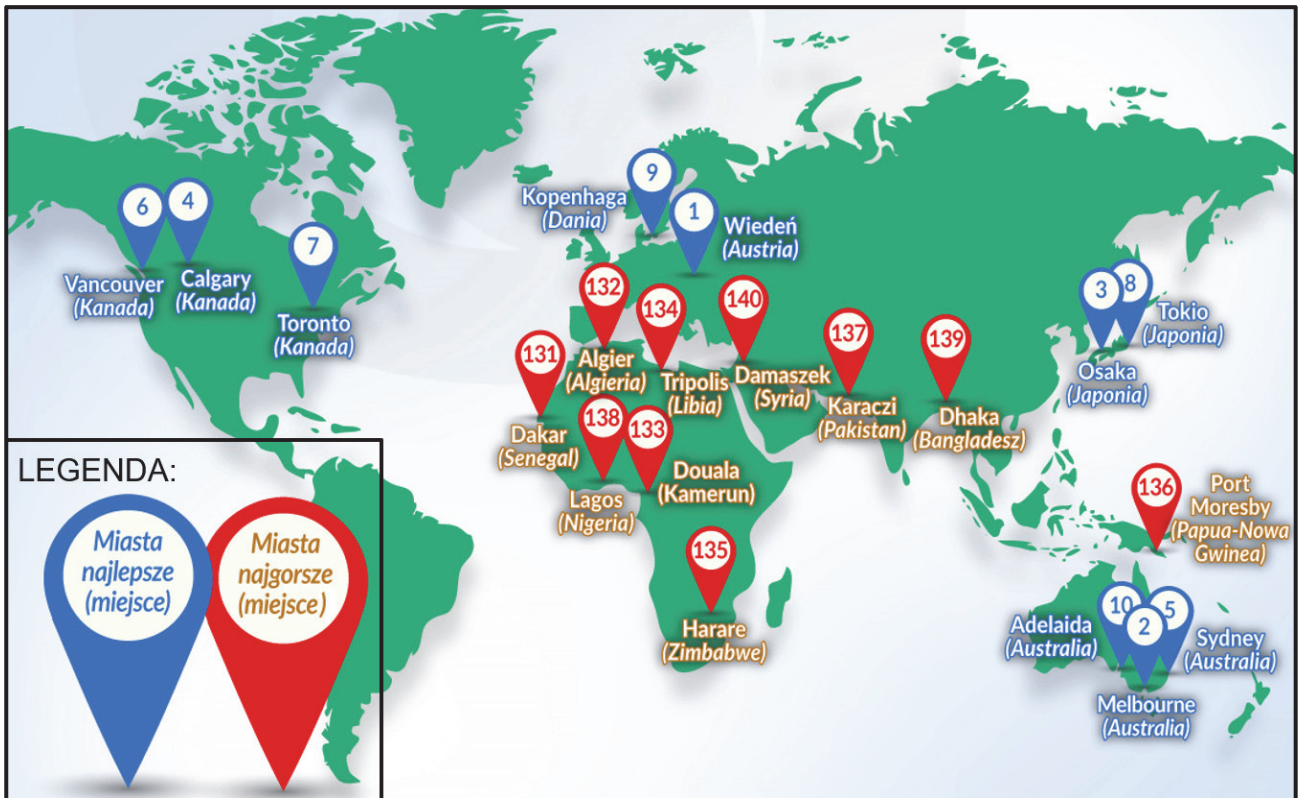 9
Kopenhaga
(Dania)
1
Wiedeń
(Austria)
6
4
7
Vancouver
(Kanada)
Calgary
(Kanada)
Toronto
(Kanada)
132
134
140
137
139
3
8
Tokio
(Japonia)
Osaka
(Japonia)
131
Algier
(Algieria)
Tripolis
(Libia)
Damaszek
(Syria)
Karaczi
(Pakistan)
Dhaka
(Bangladesz)
Dakar
(Senegal)
138
133
Lagos
(Nigeria)
Douala
(Kamerun)
136
Port
Moresby
(Papua-Nowa
Gwinea)
135
Harare
(Zimbabwe)
10
2
5
Adelaida
(Australia)
Sydney
(Australia)
Melbourne
(Australia)
LEGENDA:
Miasta
najlepsze
(miejsce)
Miasta
najgorsze
(miejsce)